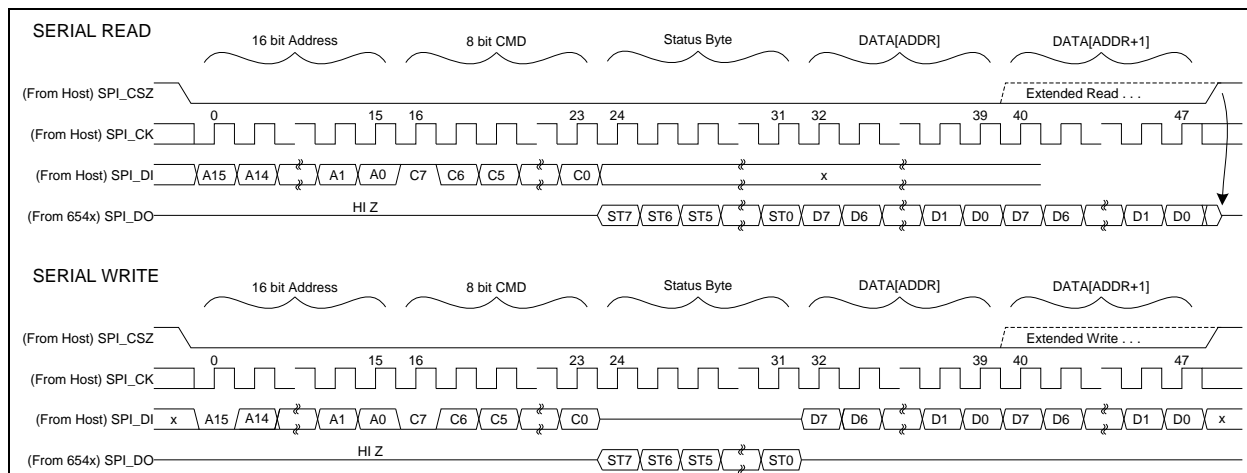 SERIAL READ
16 bit Address 8 bit CMD Status Byte DATA[ADDR] DATA[ADDR+1]
(From Host) SPI_CSZ Extended Read . . .
0 15 16 23 24 31 32 39 40 47
(From Host) SPI_CK
(From Host) SPI_DI A15 A14 A1 A0 C7 C6 C5 C0 x
(From 654x) SPI_DO HI Z ST7 ST6 ST5 ST0 D7 D6 D1 D0 D7 D6 D1 D0
SERIAL WRITE
16 bit Address 8 bit CMD Status Byte DATA[ADDR] DATA[ADDR+1]
(From Host) SPI_CSZ Extended Write . . .
0 15 16 23 24 31 32 39 40 47
(From Host) SPI_CK
(From Host) SPI_DI x A15 A14 A1 A0 C7 C6 C5 C0 D7 D6 D1 D0 D7 D6 D1 D0 x
(From 654x) SPI_DO HI Z ST7 ST6 ST5 ST0